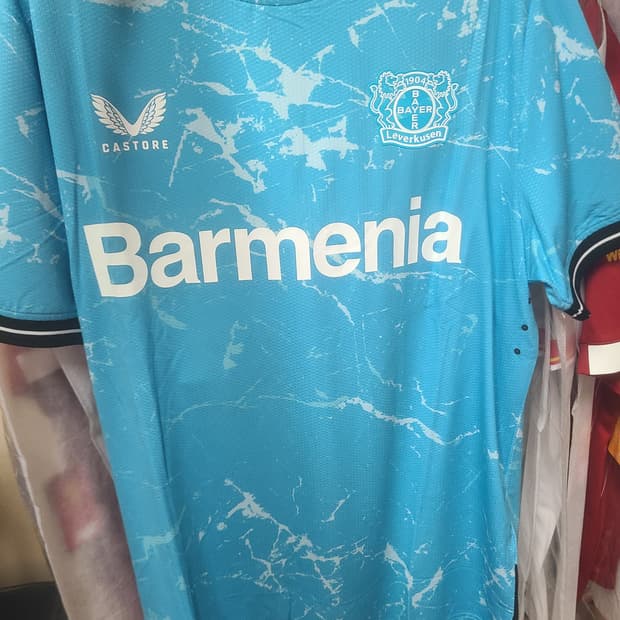 CASTORE
1904
BAYER
BAYER
Leverkusen
Barmenia